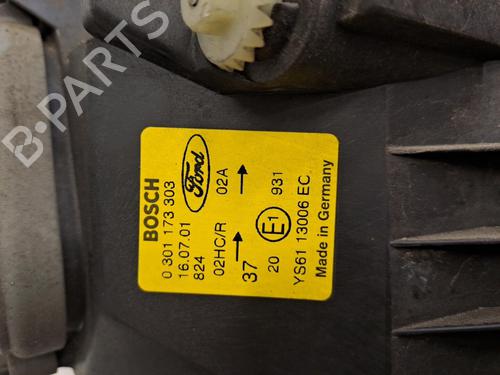 B-PARTS
BOSCH
0 301 173 303
16.07.01
824
Ford
02HC/R 02A →
→
37
20 E1 931
YS61 13006 EC
Made in Germany